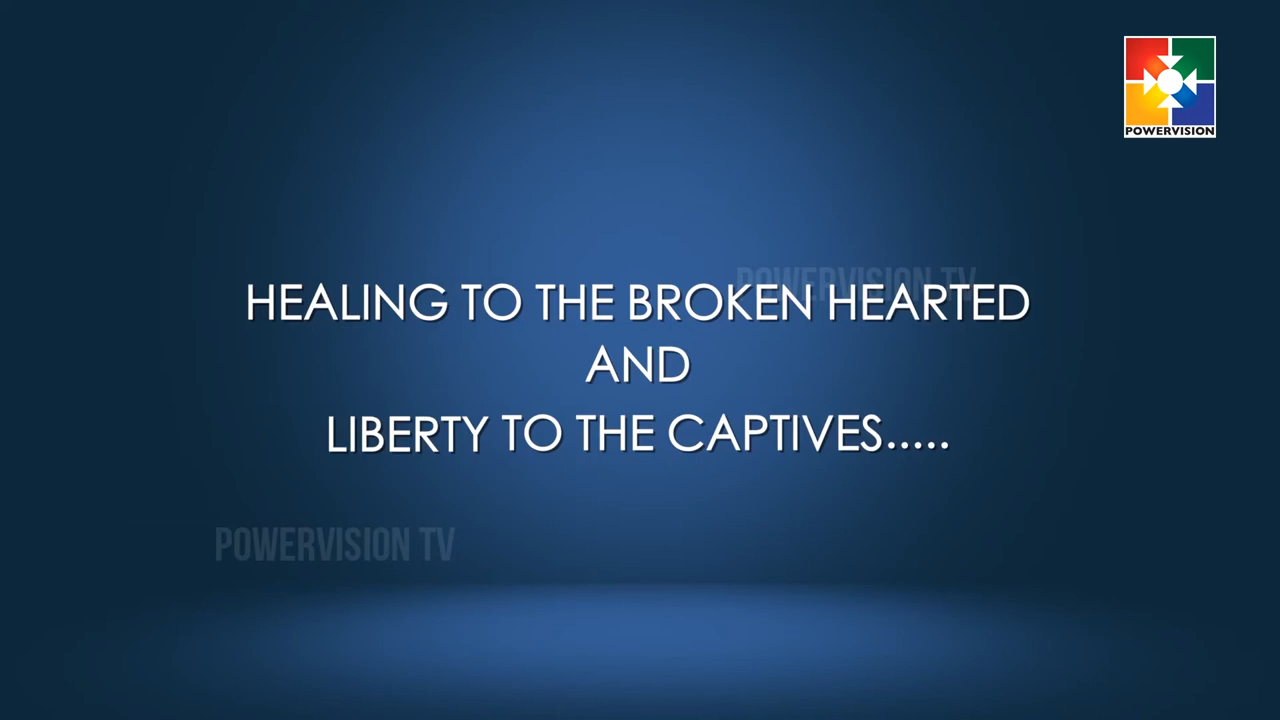 POWERVISION
POWERVISION TV
HEALING TO THE BROKEN HEARTED
AND
LIBERTY TO THE CAPTIVES.....
POWERVISION TV